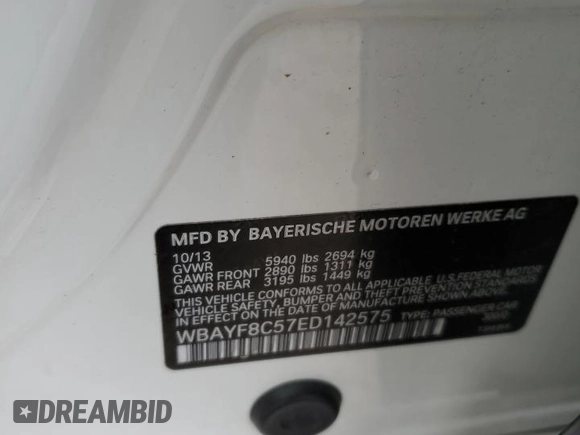 MFD BY BAYERISCHE MOTOREN WERKE AG
10/13
GVWR 5940 lbs 2694 kg
GAWR FRONT 2890 lbs 1311 kg
GAWR REAR 3195 lbs 1449 kg
THIS VEHICLE CONFORMS TO ALL APPLICABLE U.S. FEDERAL MOTOR
VEHICLE SAFETY, BUMPER AND THEFT PREVENTION STANDARDS
IN EFFECT ON THE DATE OF MANUFACTURE SHOWN ABOVE.
WBAYF8C57ED142575 TYPE: PASSENGER CAR
DREAMBID